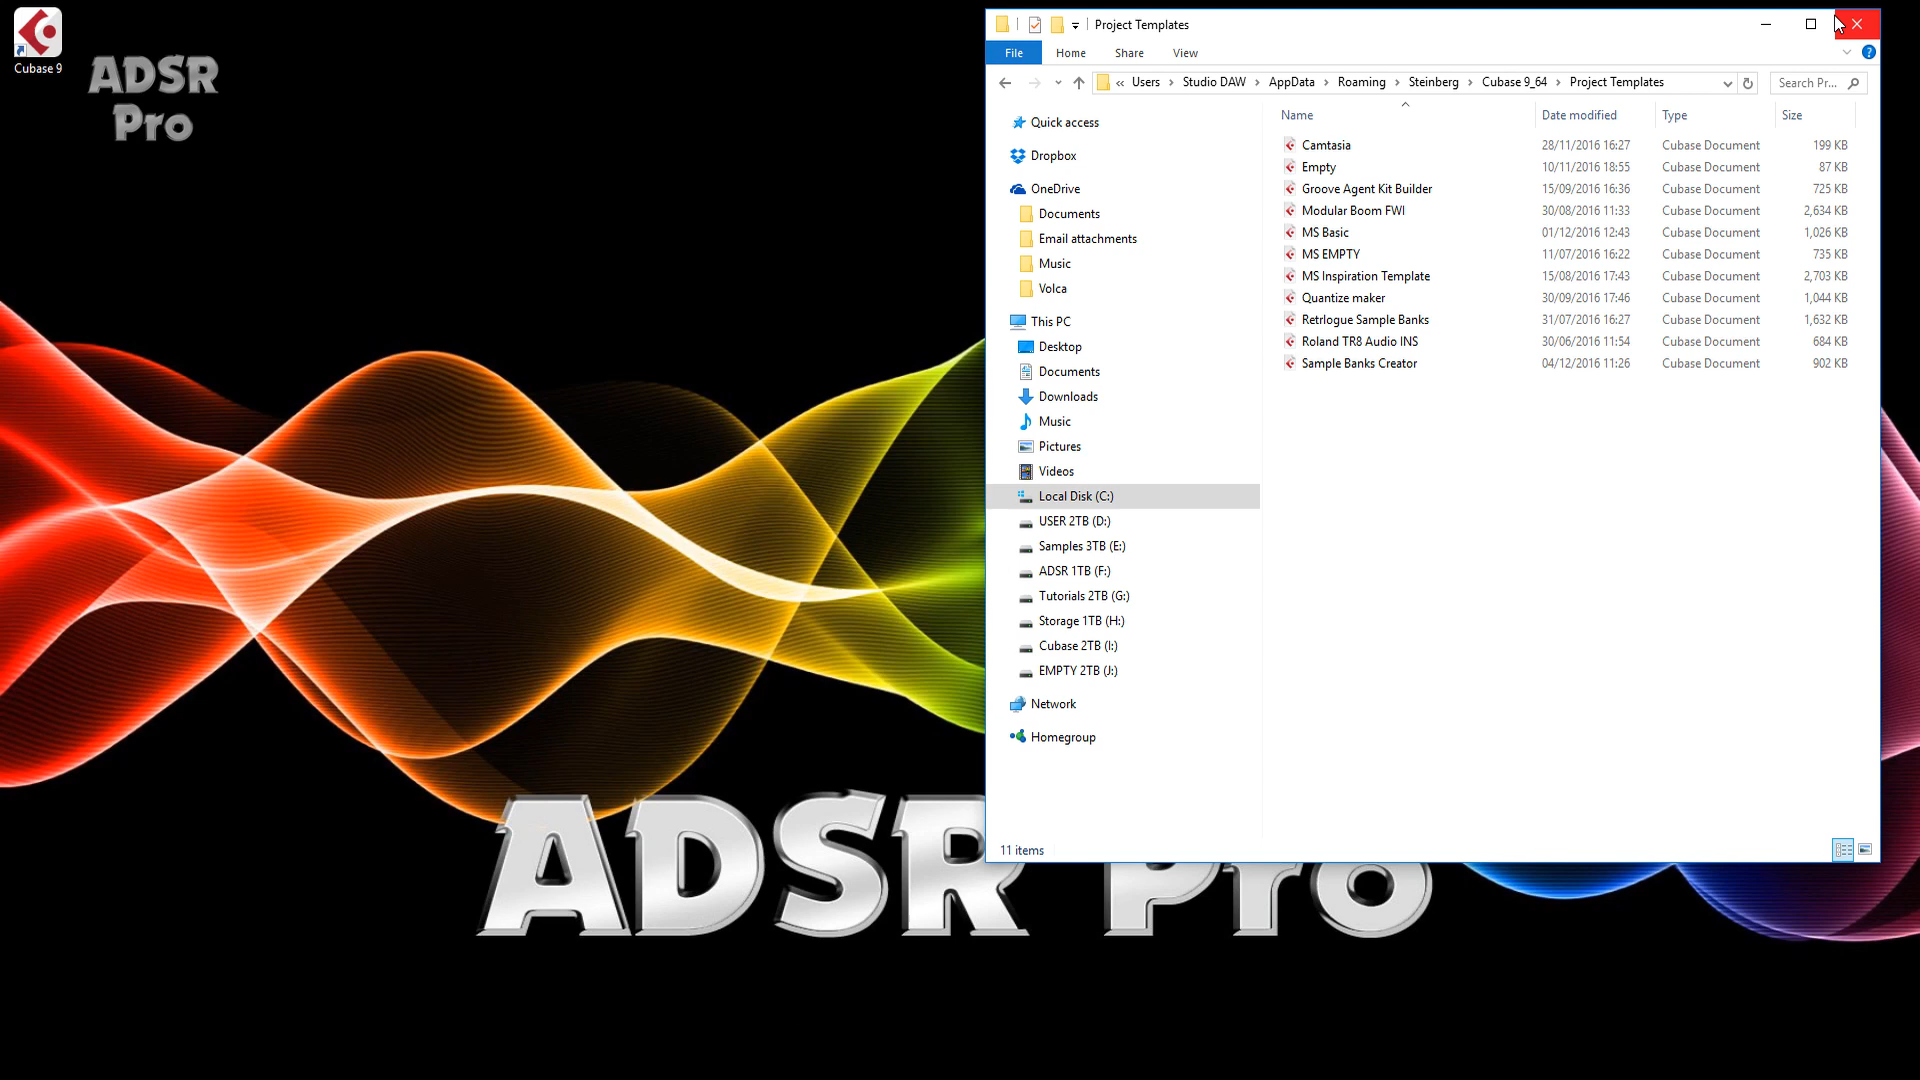 Cubase 9
ADSR
Pro
Project Templates
File Home Share View
« Users Studio DAW AppData Roaming Steinberg Cubase 9_64 Project Templates
Search Pr...
Quick access
Dropbox
OneDrive
Documents
Email attachments
Music
Volca
This PC
Desktop
Documents
Downloads
Music
Pictures
Videos
Local Disk (C:)
USER 2TB (D:)
Samples 3TB (E:)
ADSR 1TB (F:)
Tutorials 2TB (G:)
Storage 1TB (H:)
Cubase 2TB (I:)
EMPTY 2TB (J:)
Network
Homegroup
Name Date modified Type Size
Camtasia 28/11/2016 16:27 Cubase Document 199 KB
Empty 10/11/2016 18:55 Cubase Document 87 KB
Groove Agent Kit Builder 15/09/2016 16:36 Cubase Document 725 KB
Modular Boom FWI 30/08/2016 11:33 Cubase Document 2,634 KB
MS Basic 01/12/2016 12:43 Cubase Document 1,026 KB
MS EMPTY 11/07/2016 16:22 Cubase Document 735 KB
MS Inspiration Template 15/08/2016 17:43 Cubase Document 2,703 KB
Quantize maker 30/09/2016 17:46 Cubase Document 1,044 KB
Retrlogue Sample Banks 31/07/2016 16:27 Cubase Document 1,632 KB
Roland TR8 Audio INS 30/06/2016 11:54 Cubase Document 684 KB
Sample Banks Creator 04/12/2016 11:26 Cubase Document 902 KB
11 items
ADSR Pro